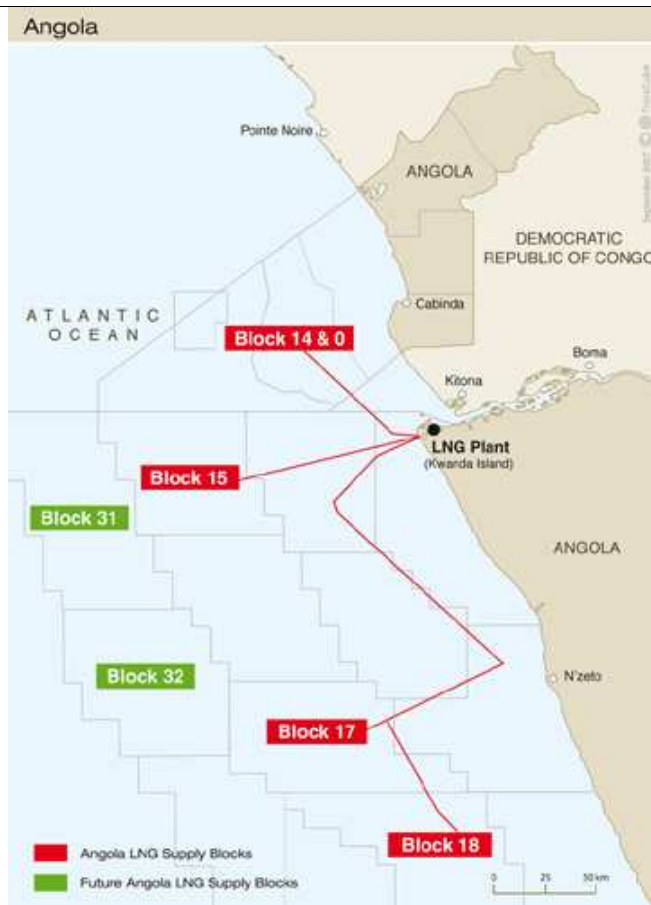 Angola
Pointe Noire
ANGOLA
DEMOCRATIC
REPUBLIC OF CONGO
Cabinda
ATLANTIC
OCEAN
Block 14 & 0
Boma
Kitona
LNG Plant
(Kwanda Island)
Block 15
Block 31
ANGOLA
Block 32
N'zeto
Block 17
Block 18
Angola LNG Supply Blocks
Future Angola LNG Supply Blocks
0 25 50 km